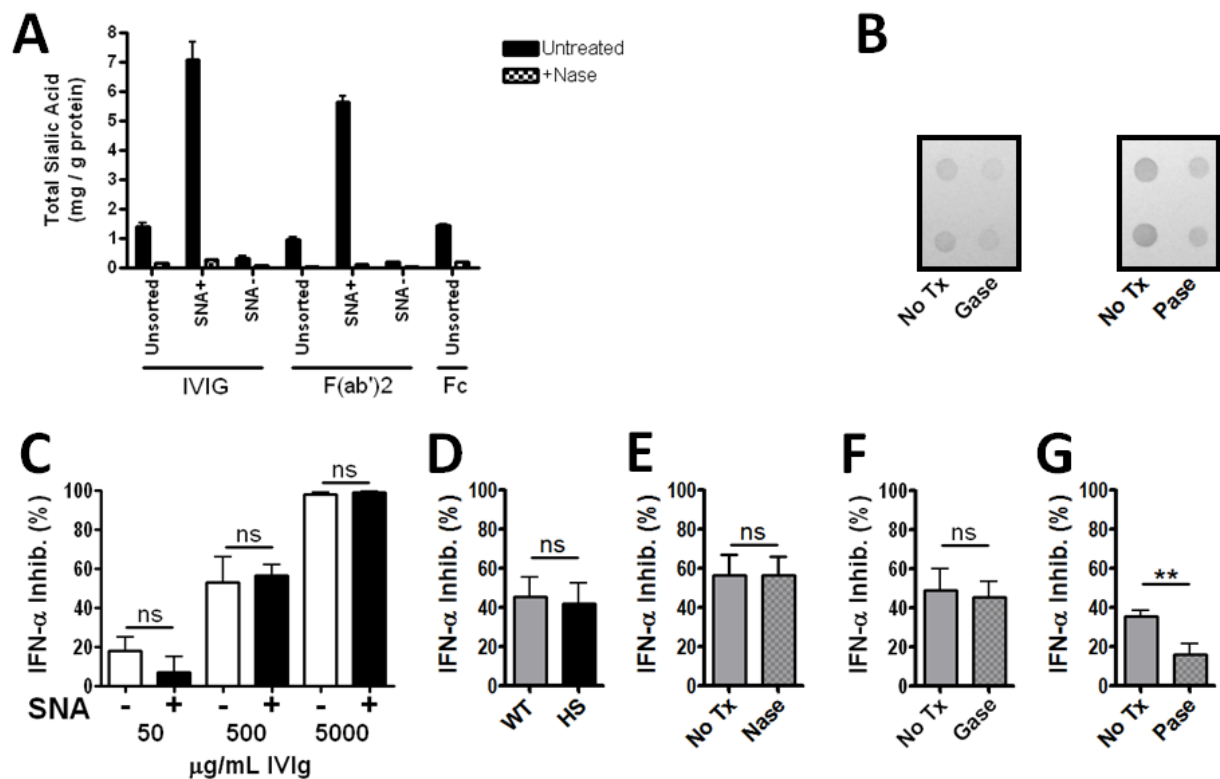 A
Total Sialic Acid
(mg / g protein)
8
7
6
5
4
3
2
1
0
Untreated
+Nase
Unsorted
SNA+
SNA-
Unsorted
SNA+
SNA-
Unsorted
IVIG
F(ab')2
Fc
B
No Tx
Gase
No Tx
Pase
C
IFN-α Inhib. (%)
100
80
60
40
20
0
ns
ns
ns
SNA - + - + - +
50 500 5000
μg/mL IVIg
D
IFN-α Inhib. (%)
100
80
60
40
20
0
ns
WT
HS
E
IFN-α Inhib. (%)
100
80
60
40
20
0
ns
No Tx
Nase
F
IFN-α Inhib. (%)
100
80
60
40
20
0
ns
No Tx
Gase
G
IFN-α Inhib. (%)
100
80
60
40
20
0
**
No Tx
Pase